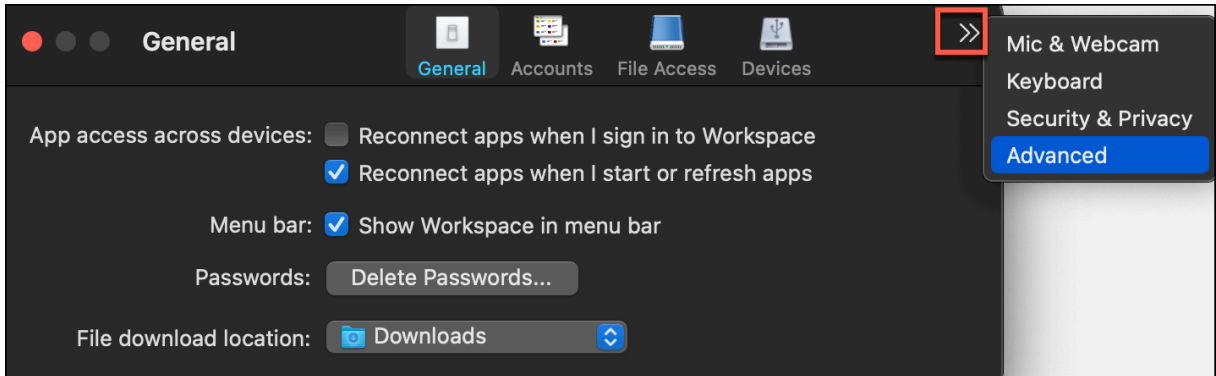 General
General
Accounts
File Access
Devices
Mic & Webcam
Keyboard
Security & Privacy
Advanced
App access across devices: Reconnect apps when I sign in to Workspace
Reconnect apps when I start or refresh apps
Menu bar: Show Workspace in menu bar
Passwords: Delete Passwords...
File download location: Downloads